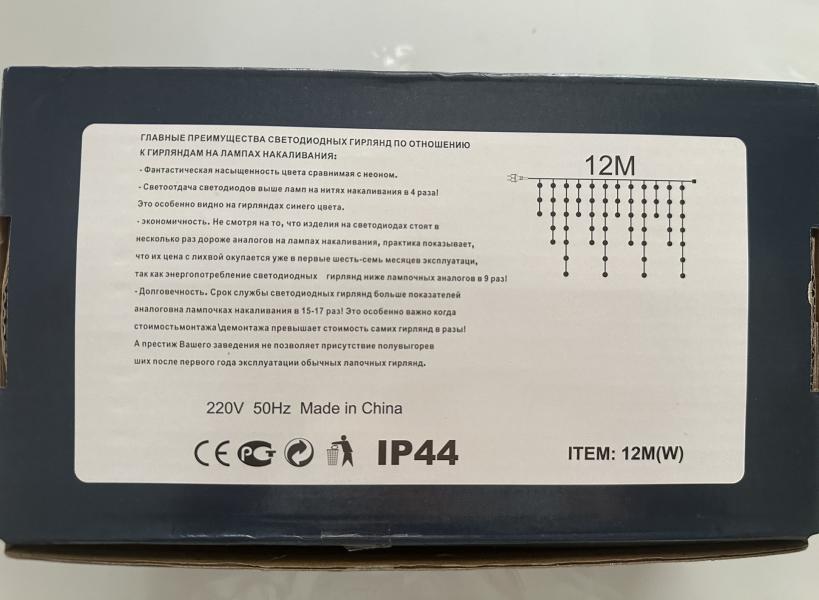 ГЛАВНЫЕ ПРЕИМУЩЕСТВА СВЕТОДИОДНЫХ ГИРЛЯНД ПО ОТНОШЕНИЮ
К ГИРЛЯНДАМ НА ЛАМПАХ НАКАЛИВАНИЯ:
- Фантастическая насыщенность цвета сравнимая с неоном.
- Светоотдача светодиодов выше ламп на нитях накаливания в 4 раза!
Это особенно видно на гирляндах синего цвета.
- экономичность. Не смотря на то, что изделия на светодиодах стоят в
несколько раз дороже аналогов на лампах накаливания, практика показывает,
что их цена с лихвой окупается уже в первые шесть-семь месяцев эксплуатаци,
так как энергопотребление светодиодных гирлянд ниже лампочных аналогов в 9 раз!
- Долговечность. Срок службы светодиодных гирлянд больше показателей
аналоговна лампочках накаливания в 15-17 раз! Это особенно важно когда
стоимостьмонтажа\демонтажа превышает стоимость самих гирлянд в разы!
А престиж Вашего заведения не позволяет присутствие полувыгорев
ших после первого года эксплуатации обычных лапочных гирлянд.
12M
220V 50Hz Made in China
CE РСТ IP44
ITEM: 12M(W)